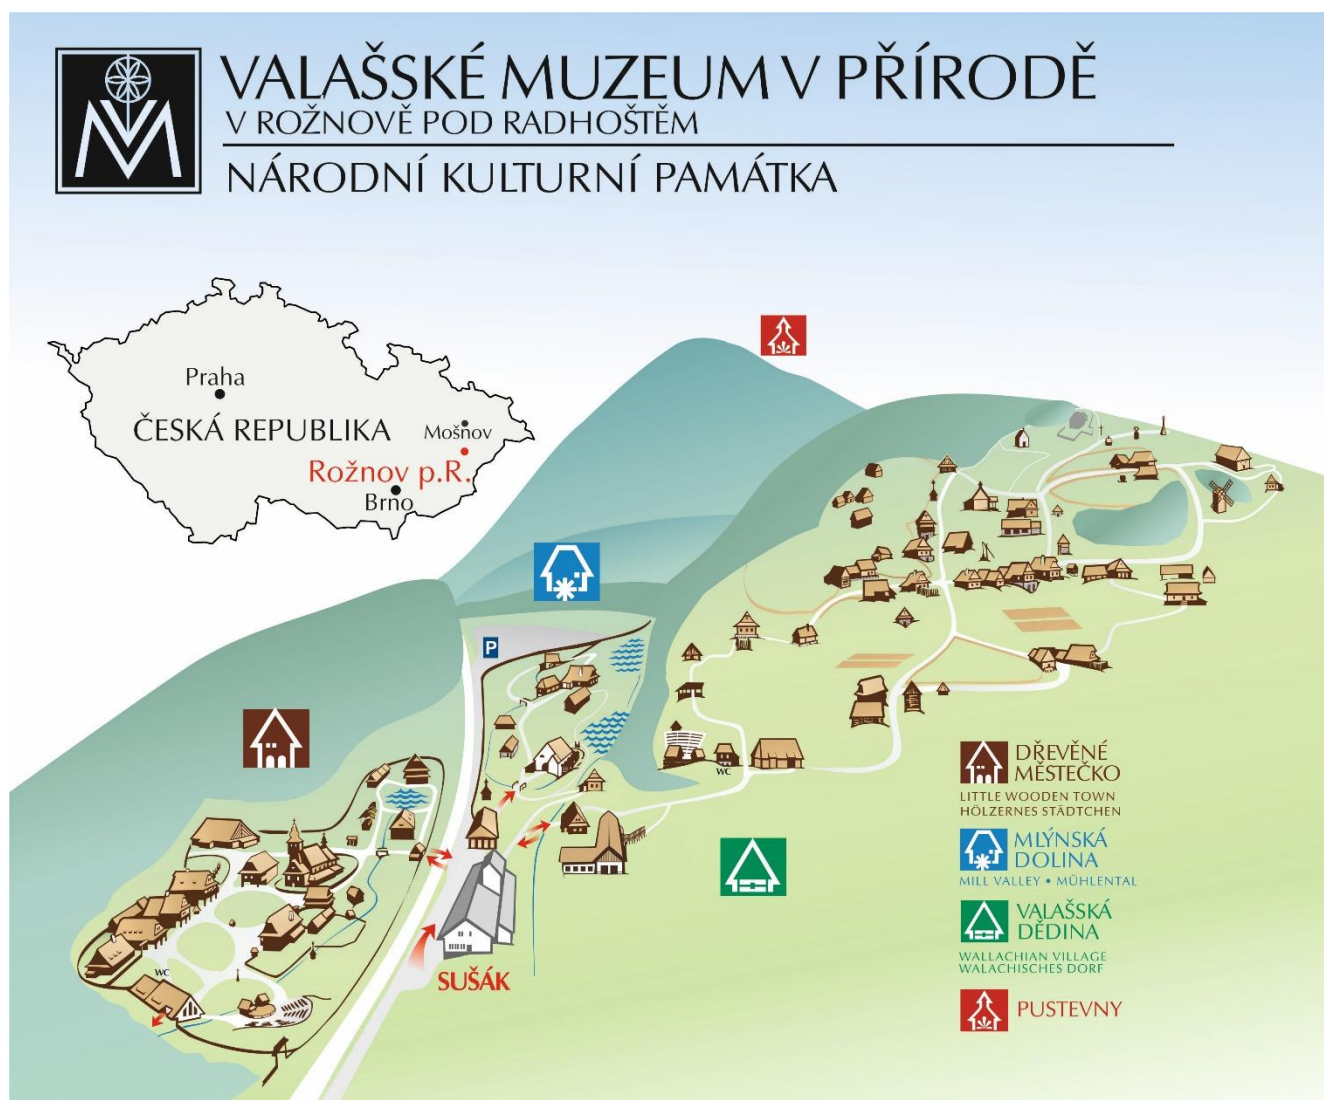 VALAŠSKÉ MUZEUM V PŘÍRODĚ
V ROŽNOVĚ POD RADHOŠTĚM
NÁRODNÍ KULTURNÍ PAMÁTKA
Praha
ČESKÁ REPUBLIKA
Mošnov
Rožnov p.R.
Brno
P
WC
WC
SUŠÁK
DŘEVĚNÉ
MĚSTEČKO
LITTLE WOODEN TOWN
HÖLZERNES STÄDTCHEN
MLÝNSKÁ
DOLINA
MILL VALLEY • MÜHLENTAL
VALAŠSKÁ
DĚDINA
WALLACHIAN VILLAGE
WALACHISCHES DORF
PUSTEVNY